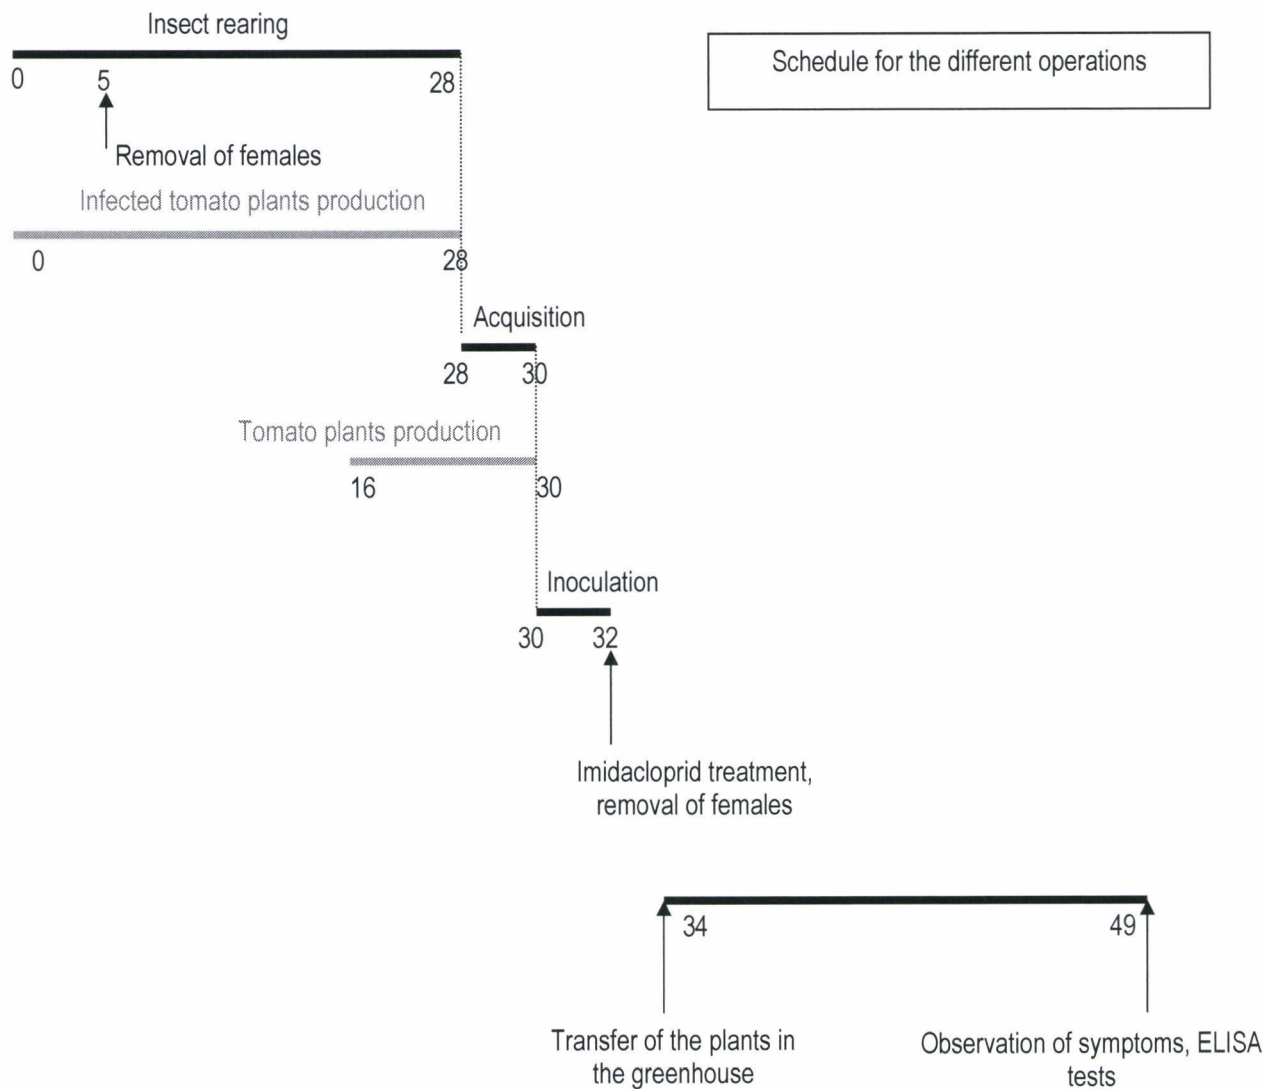 Insect rearing
Schedule for the different operations
0 5 28
Removal of females
Infected tomato plants production
0 28
Acquisition
28 30
Tomato plants production
16 30
Inoculation
30 32
Imidacloprid treatment,
removal of females
34 49
Transfer of the plants in
the greenhouse
Observation of symptoms, ELISA
tests